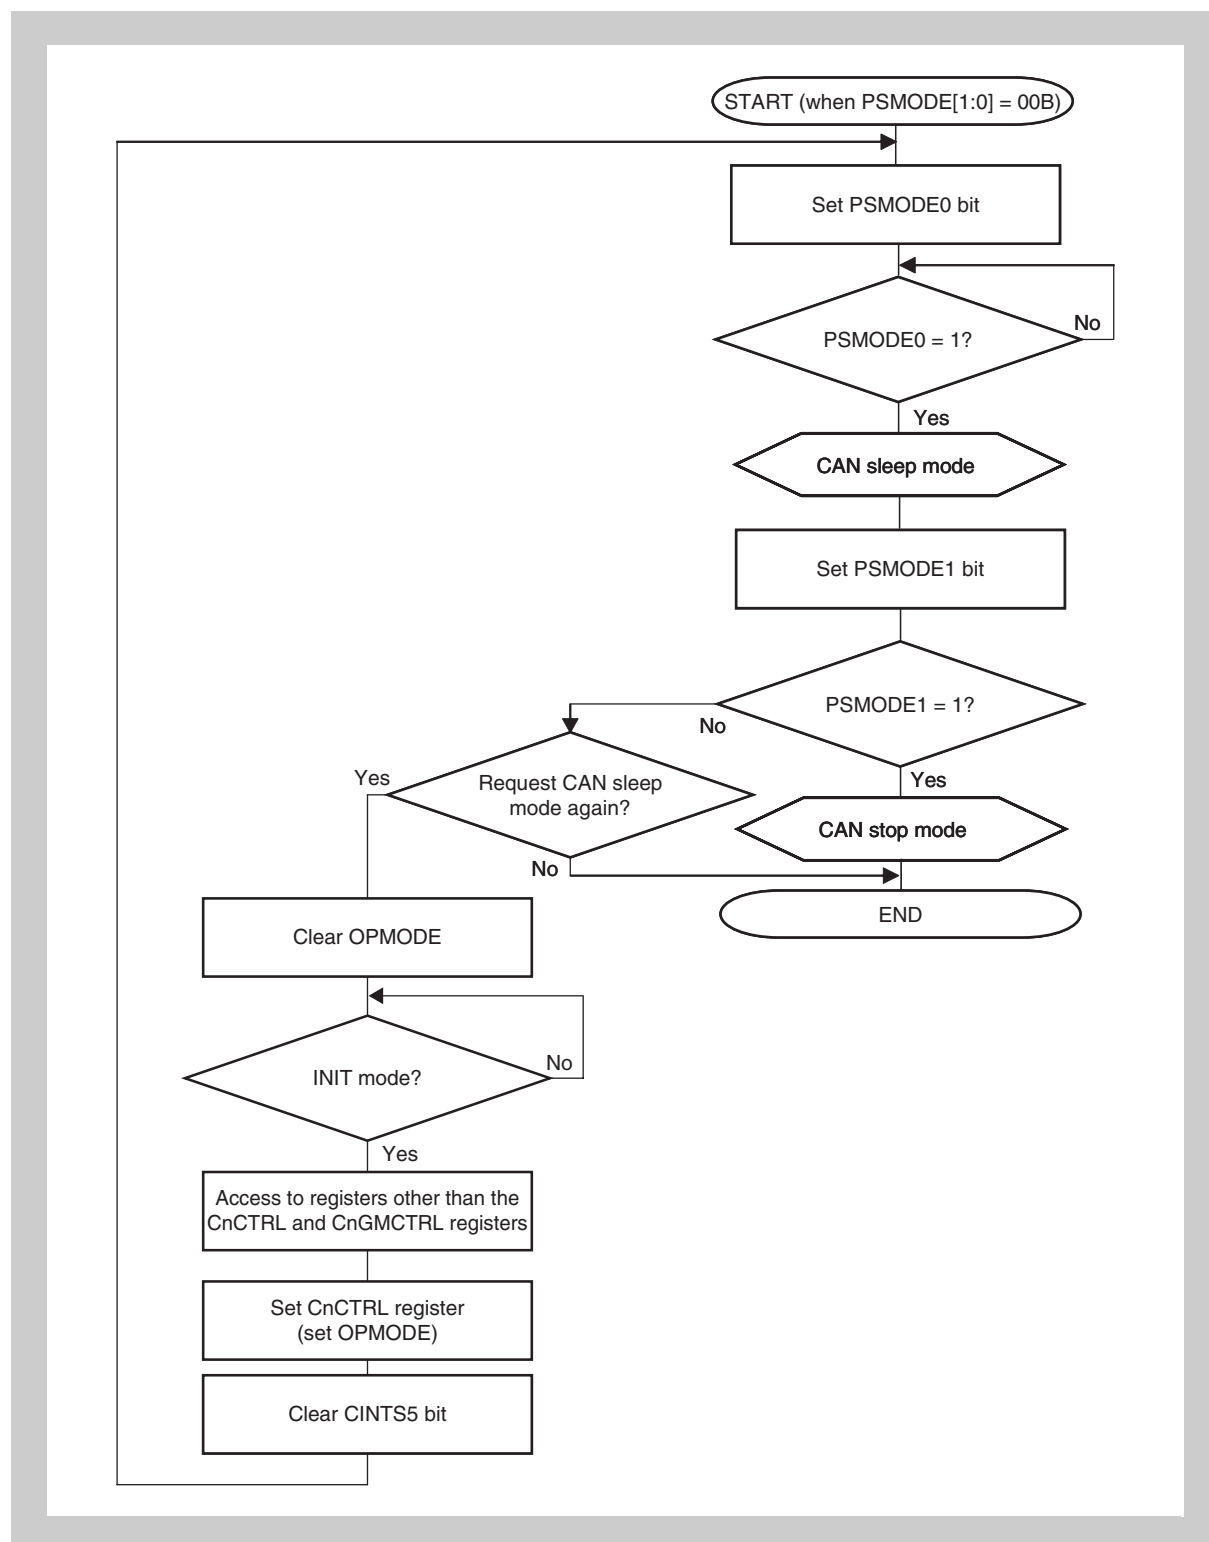 START (when PSMODE[1:0] = 00B)
Set PSMODE0 bit
No
PSMODE0 = 1?
Yes
CAN sleep mode
Set PSMODE1 bit
PSMODE1 = 1?
No
Yes
Request CAN sleep
mode again?
Yes
CAN stop mode
No
END
Clear OPMODE
No
INIT mode?
Yes
Access to registers other than the
CnCTRL and CnGMCTRL registers
Set CnCTRL register
(set OPMODE)
Clear CINTS5 bit